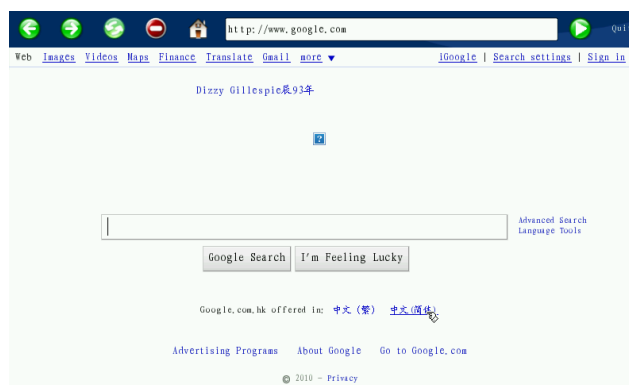 http://www.google.com Qui
Web Images Videos Maps Finance Translate Gmail more ▼ iGoogle | Search settings | Sign in
Dizzy Gillespie辰93年
?
Advanced Search
Language Tools
Google Search I'm Feeling Lucky
Google.com.hk offered in: 中文 (繁) 中文(简体)
Advertising Programs About Google Go to Google.com
© 2010 - Privacy